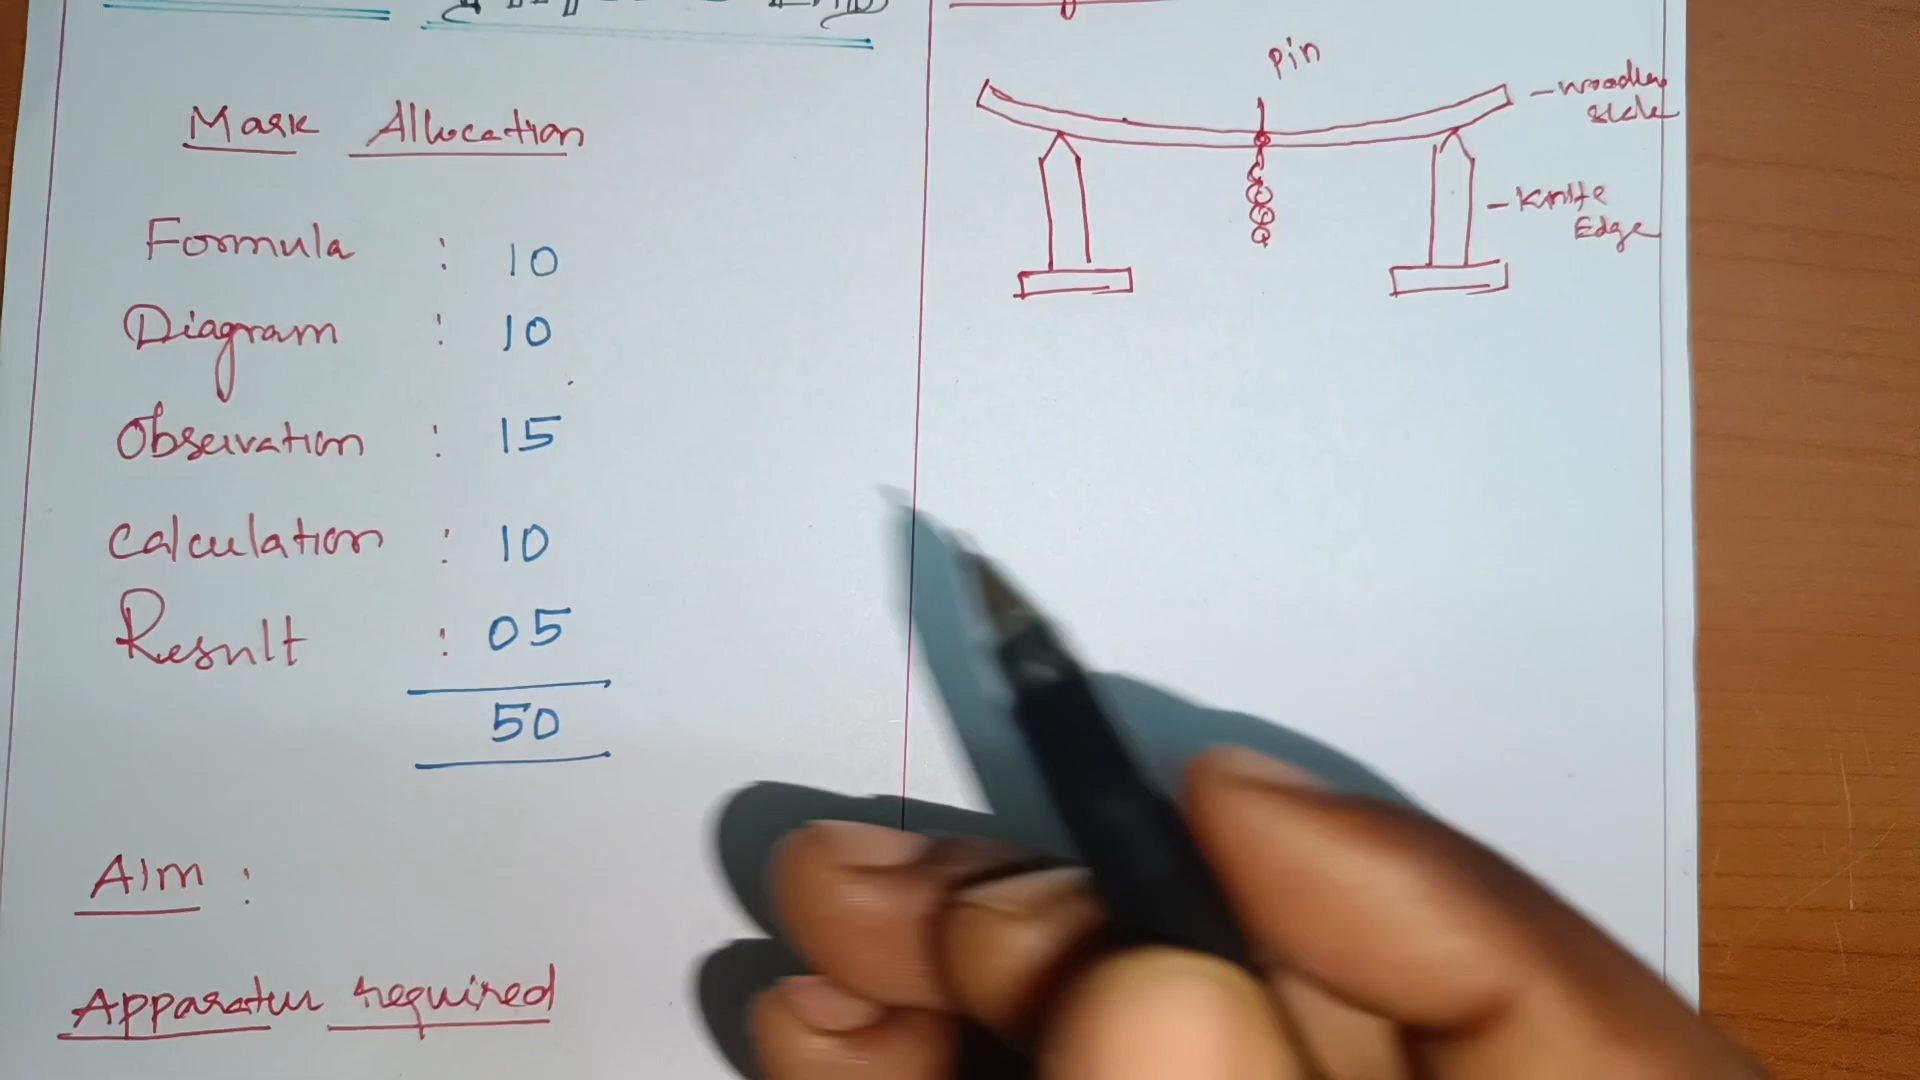 Mark Allocation
Formula : 10
Diagram : 10
Observation : 15
Calculation : 10
Result : 05
50
Aim :
Apparatus required
pin
- wooden
scale
- Knife
Edge